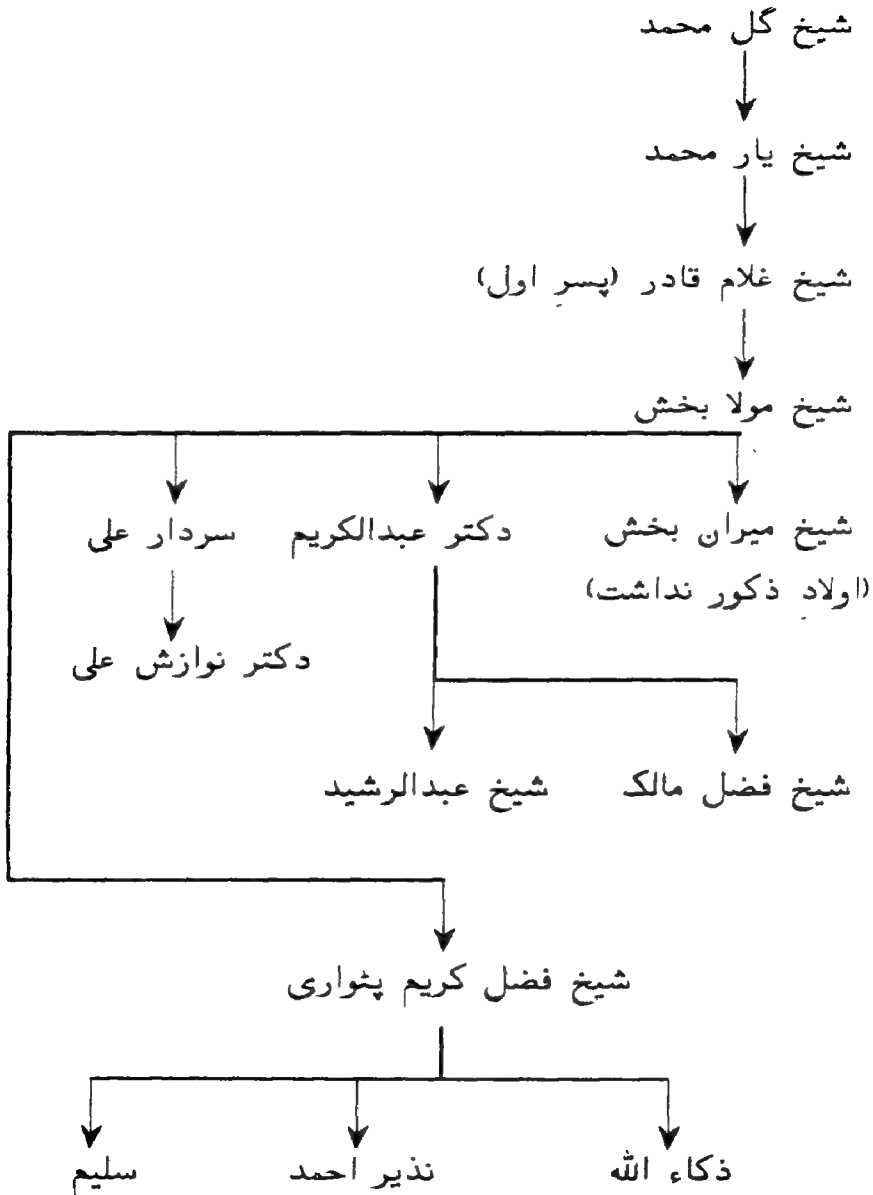 شیخ گل محمد
شیخ یار محمد
شیخ غلام قادر (پسرِ اول)
شیخ مولا بخش
شیخ میران بخش دکتر عبدالکریم سردار علی
(اولادِ ذکور نداشت)
دکتر نوازش علی
شیخ فضل مالک شیخ عبدالرشید
شیخ فضل کریم پٹواری
ذکاء الله نذیر احمد سلیم